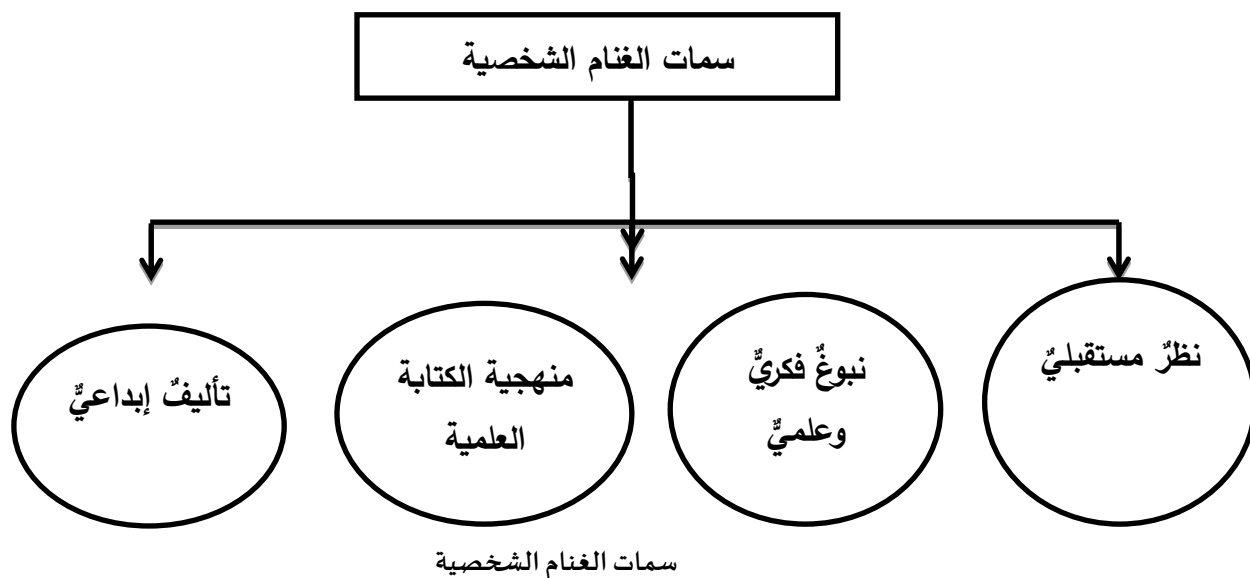 سمات الغنام الشخصية
نظرٌ مستقبليٌ
نبوغٌ فكريٌّ
وعلميٌّ
منهجية الكتابة
العلمية
تأليفٌ إبداعيٌّ
سمات الغنام الشخصية